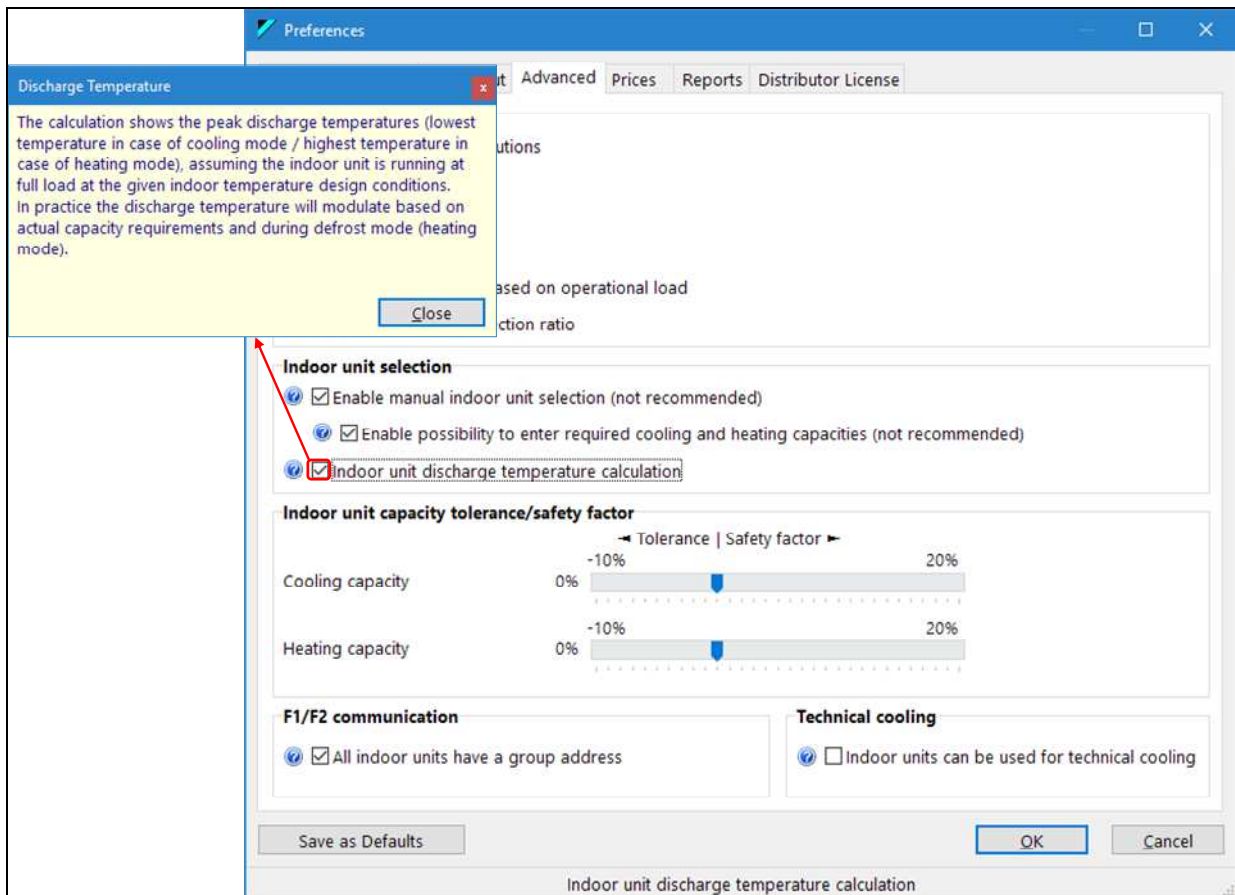 Preferences
Discharge Temperature
The calculation shows the peak discharge temperatures (lowest
temperature in case of cooling mode / highest temperature in
case of heating mode), assuming the indoor unit is running at
full load at the given indoor temperature design conditions.
In practice the discharge temperature will modulate based on
actual capacity requirements and during defrost mode (heating
mode).
Close
Advanced Prices Reports Distributor License
utions
ased on operational load
ction ratio
Indoor unit selection
Enable manual indoor unit selection (not recommended)
Enable possibility to enter required cooling and heating capacities (not recommended)
Indoor unit discharge temperature calculation
Indoor unit capacity tolerance/safety factor
◄ Tolerance | Safety factor ►
-10% 20%
Cooling capacity 0%
-10% 20%
Heating capacity 0%
F1/F2 communication
All indoor units have a group address
Technical cooling
Indoor units can be used for technical cooling
Save as Defaults OK Cancel
Indoor unit discharge temperature calculation